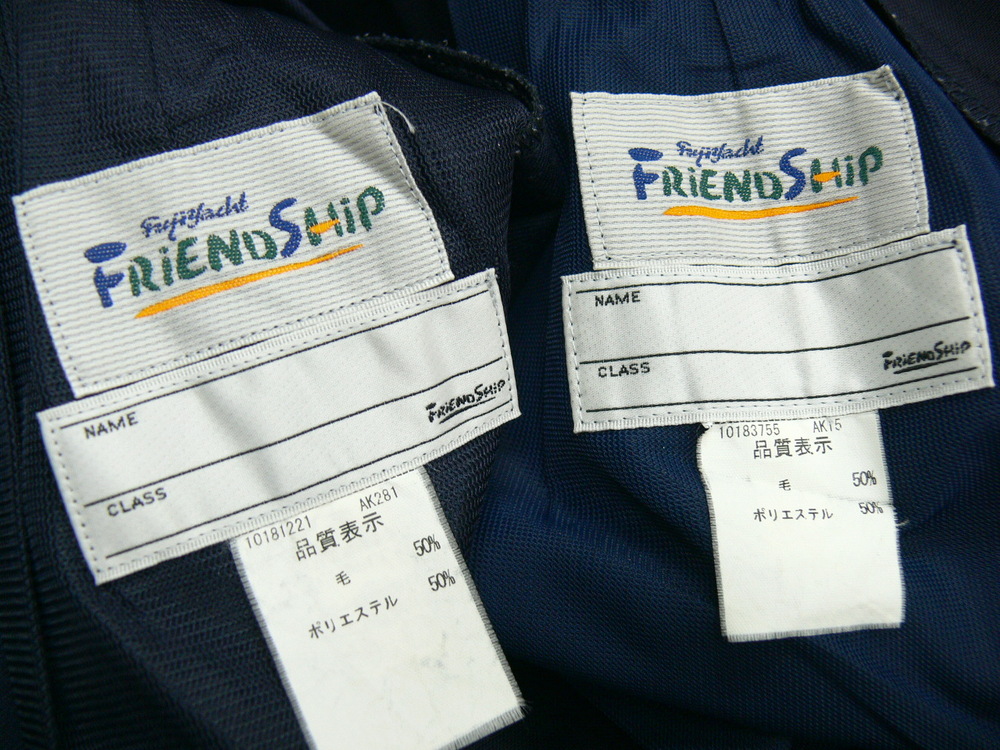 FujiYacht
FRiENDSHiP
NAME
CLASS
FRiENDSHiP
10181221 AK281
品質表示
毛 50%
ポリエステル 50%
FujiYacht
FRiENDSHiP
NAME
CLASS
FRiENDSHiP
10183755 AK15
品質表示
毛 50%
ポリエステル 50%